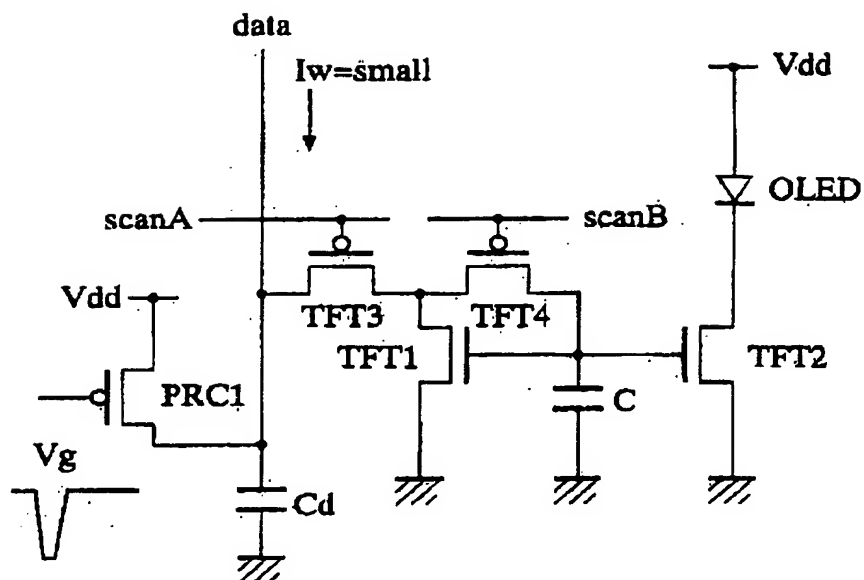 data
Iw=small
Vdd
OLED
scanA
scanB
Vdd
TFT3
TFT4
TFT1
TFT2
PRC1
C
Vg
Cd